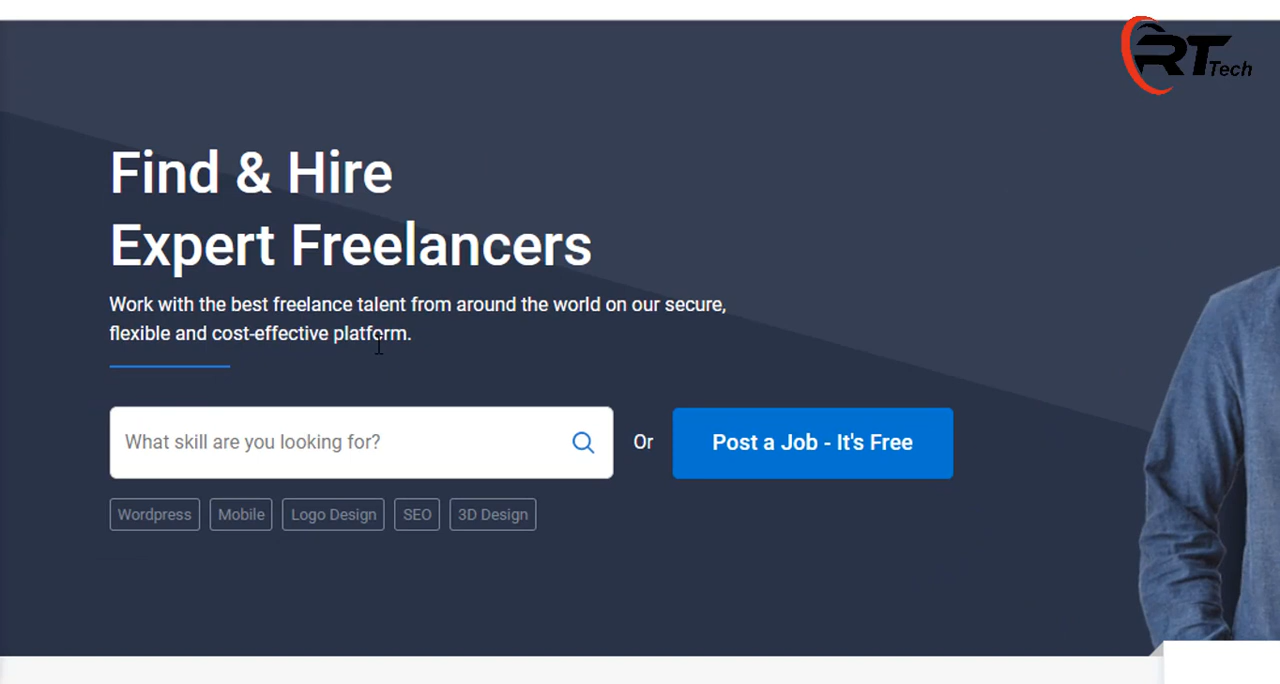 RT Tech
Find & Hire
Expert Freelancers
Work with the best freelance talent from around the world on our secure,
flexible and cost-effective platform.
What skill are you looking for?
Or
Post a Job - It's Free
Wordpress
Mobile
Logo Design
SEO
3D Design